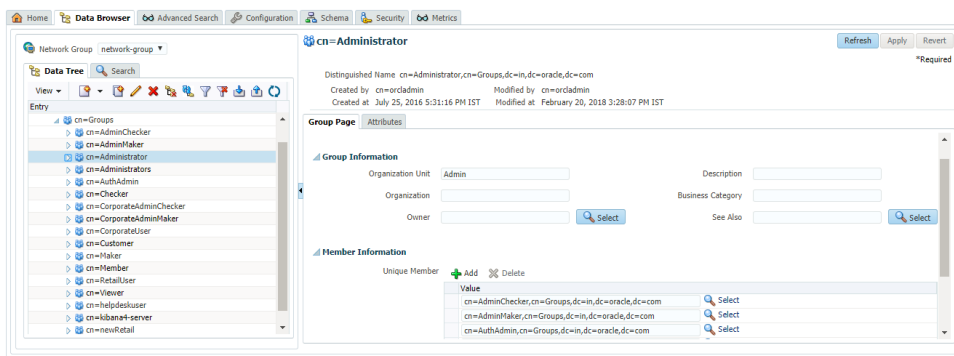 Home Data Browser Advanced Search Configuration Schema Security Metrics
Network Group network-group
Data Tree Search
View
Entry
cn=Groups
cn=AdminChecker
cn=AdminMaker
cn=Administrator
cn=Administrators
cn=AuthAdmin
cn=Checker
cn=CorporateAdminChecker
cn=CorporateAdminMaker
cn=CorporateUser
cn=Customer
cn=Maker
cn=Member
cn=RetailUser
cn=Viewer
cn=helpdeskuser
cn=kibana4-server
cn=newRetail
cn=Administrator
Refresh Apply Revert
*Required
Distinguished Name cn=Administrator,cn=Groups,dc=in,dc=oracle,dc=com
Created by cn=orcladmin Modified by cn=orcladmin
Created at July 25, 2016 5:31:16 PM IST Modified at February 20, 2018 3:28:07 PM IST
Group Page Attributes
Group Information
Organization Unit Admin Description
Organization Business Category
Owner Select See Also Select
Member Information
Unique Member Add Delete
Value
cn=AdminChecker,cn=Groups,dc=in,dc=oracle,dc=com Select
cn=AdminMaker,cn=Groups,dc=in,dc=oracle,dc=com Select
cn=AuthAdmin,cn=Groups,dc=in,dc=oracle,dc=com Select